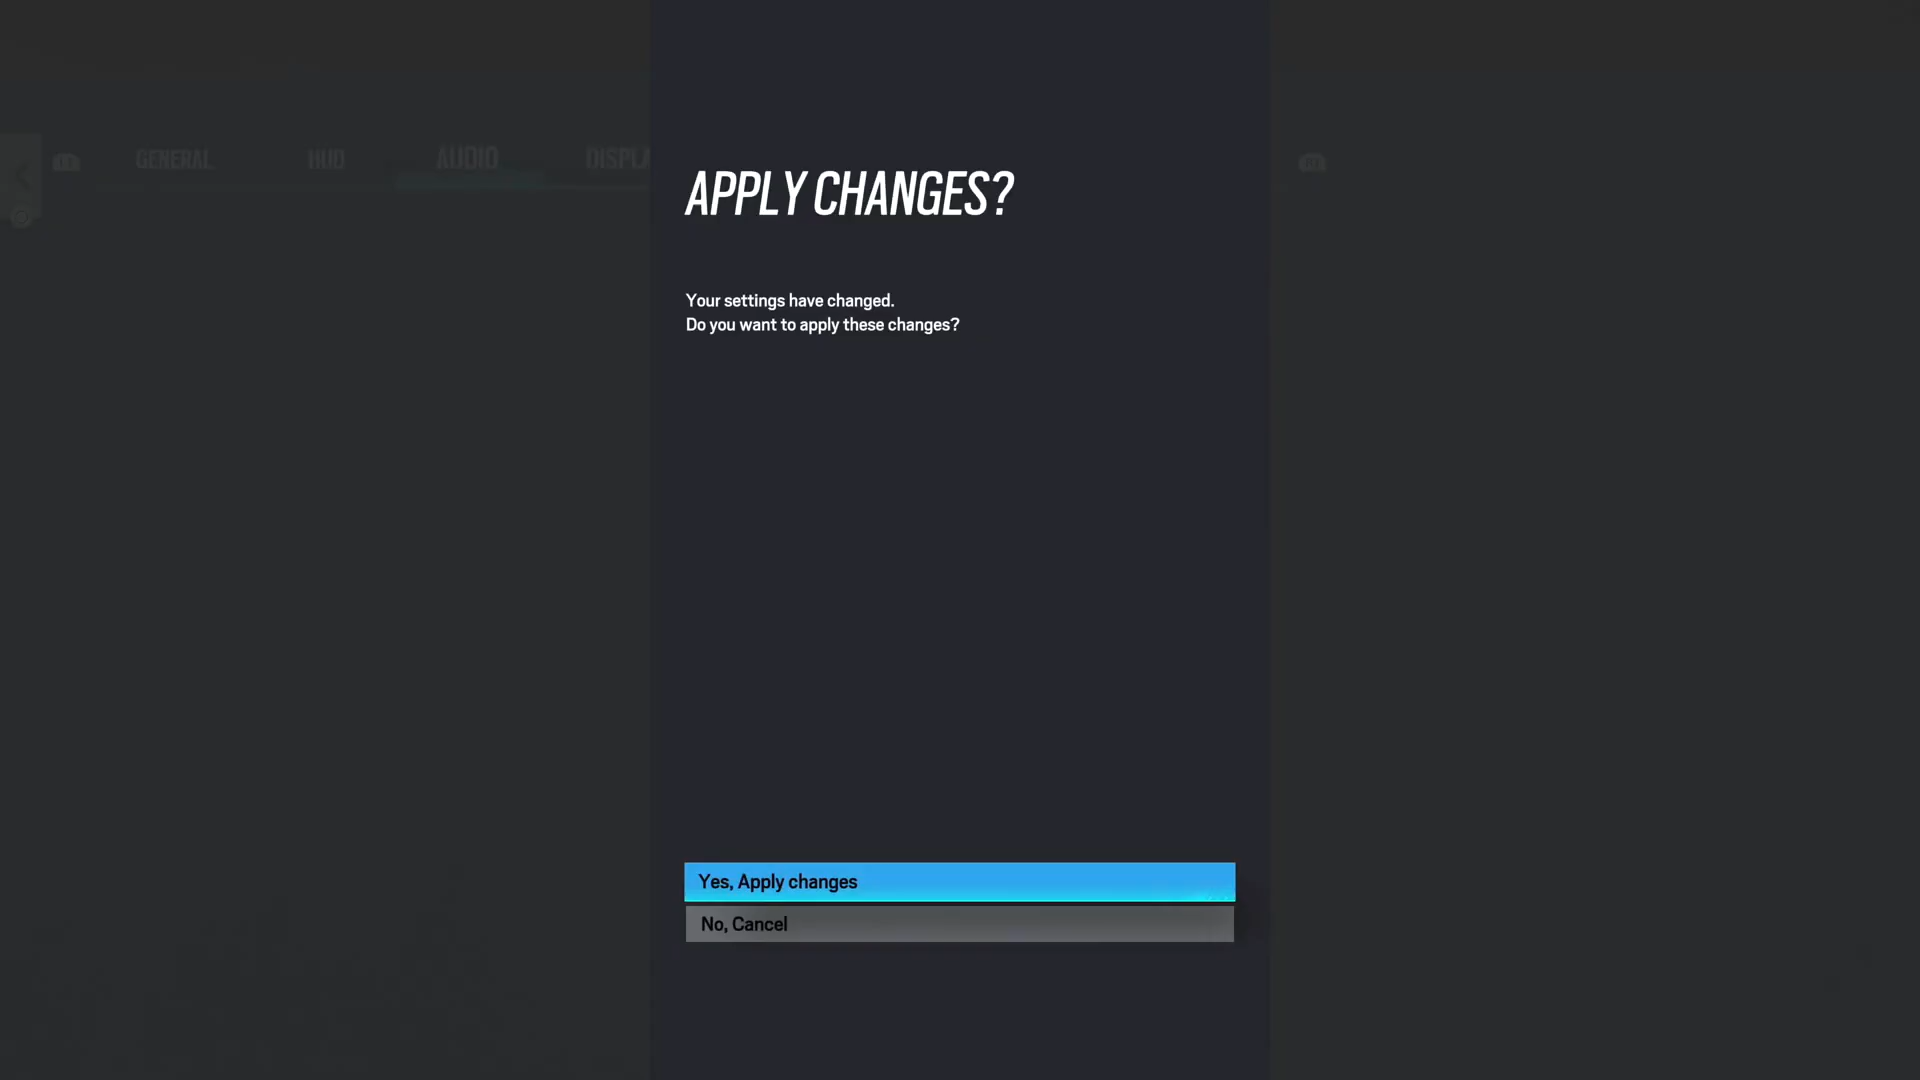 GENERAL HUD AUDIO DISPLA
APPLY CHANGES?
Your settings have changed.
Do you want to apply these changes?
Yes, Apply changes
No, Cancel